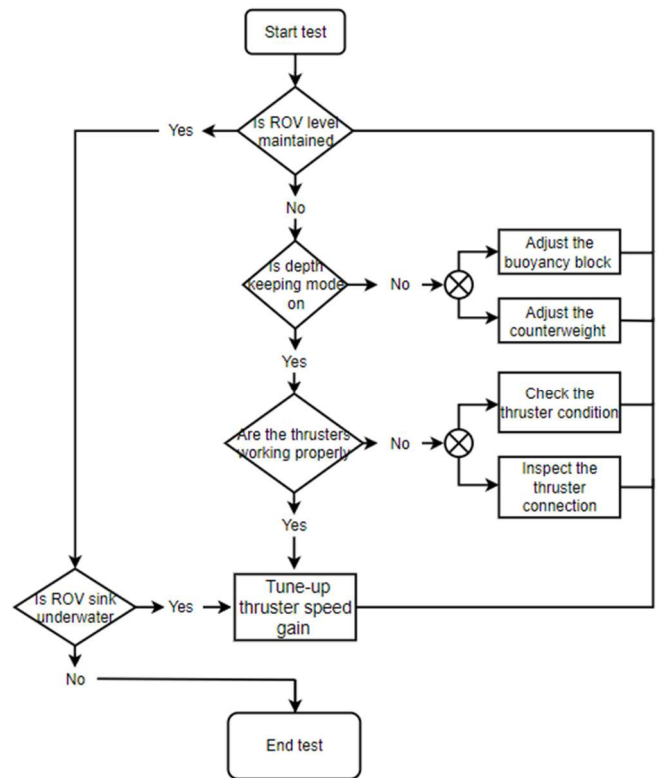 Start test
Is ROV level
maintained
Yes
No
Is depth
keeping mode
on
No
Adjust the
buoyancy block
Adjust the
counterweight
Yes
Are the thrusters
working properly
No
Check the
thruster condition
Inspect the
thruster
connection
Yes
Is ROV sink
underwater
Yes
Tune-up
thruster speed
gain
No
End test